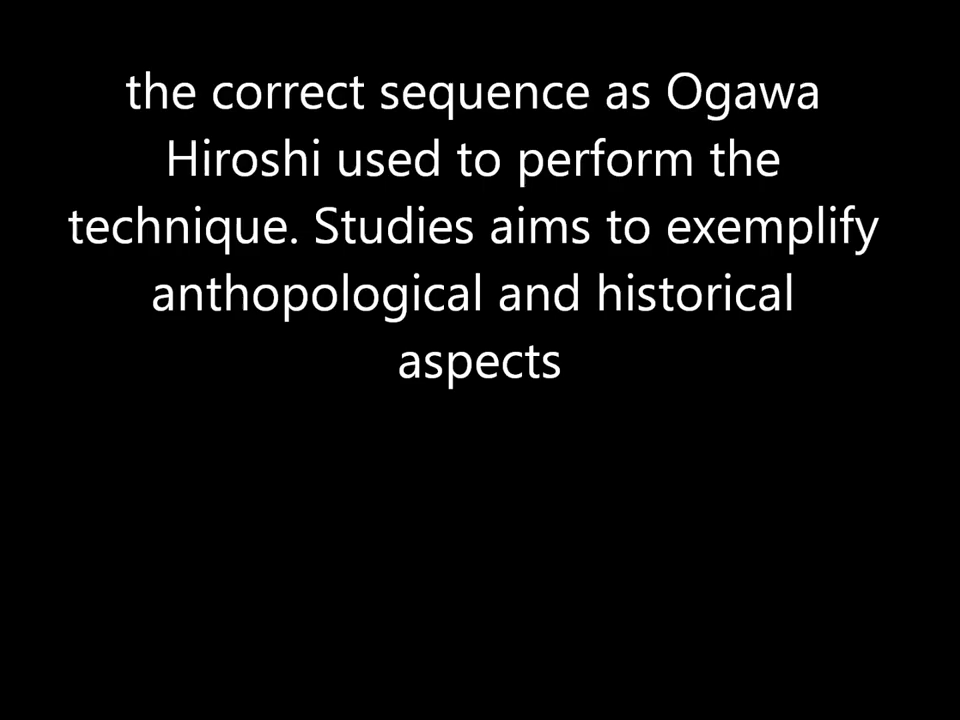 the correct sequence as Ogawa
Hiroshi used to perform the
technique. Studies aims to exemplify
anthopological and historical
aspects